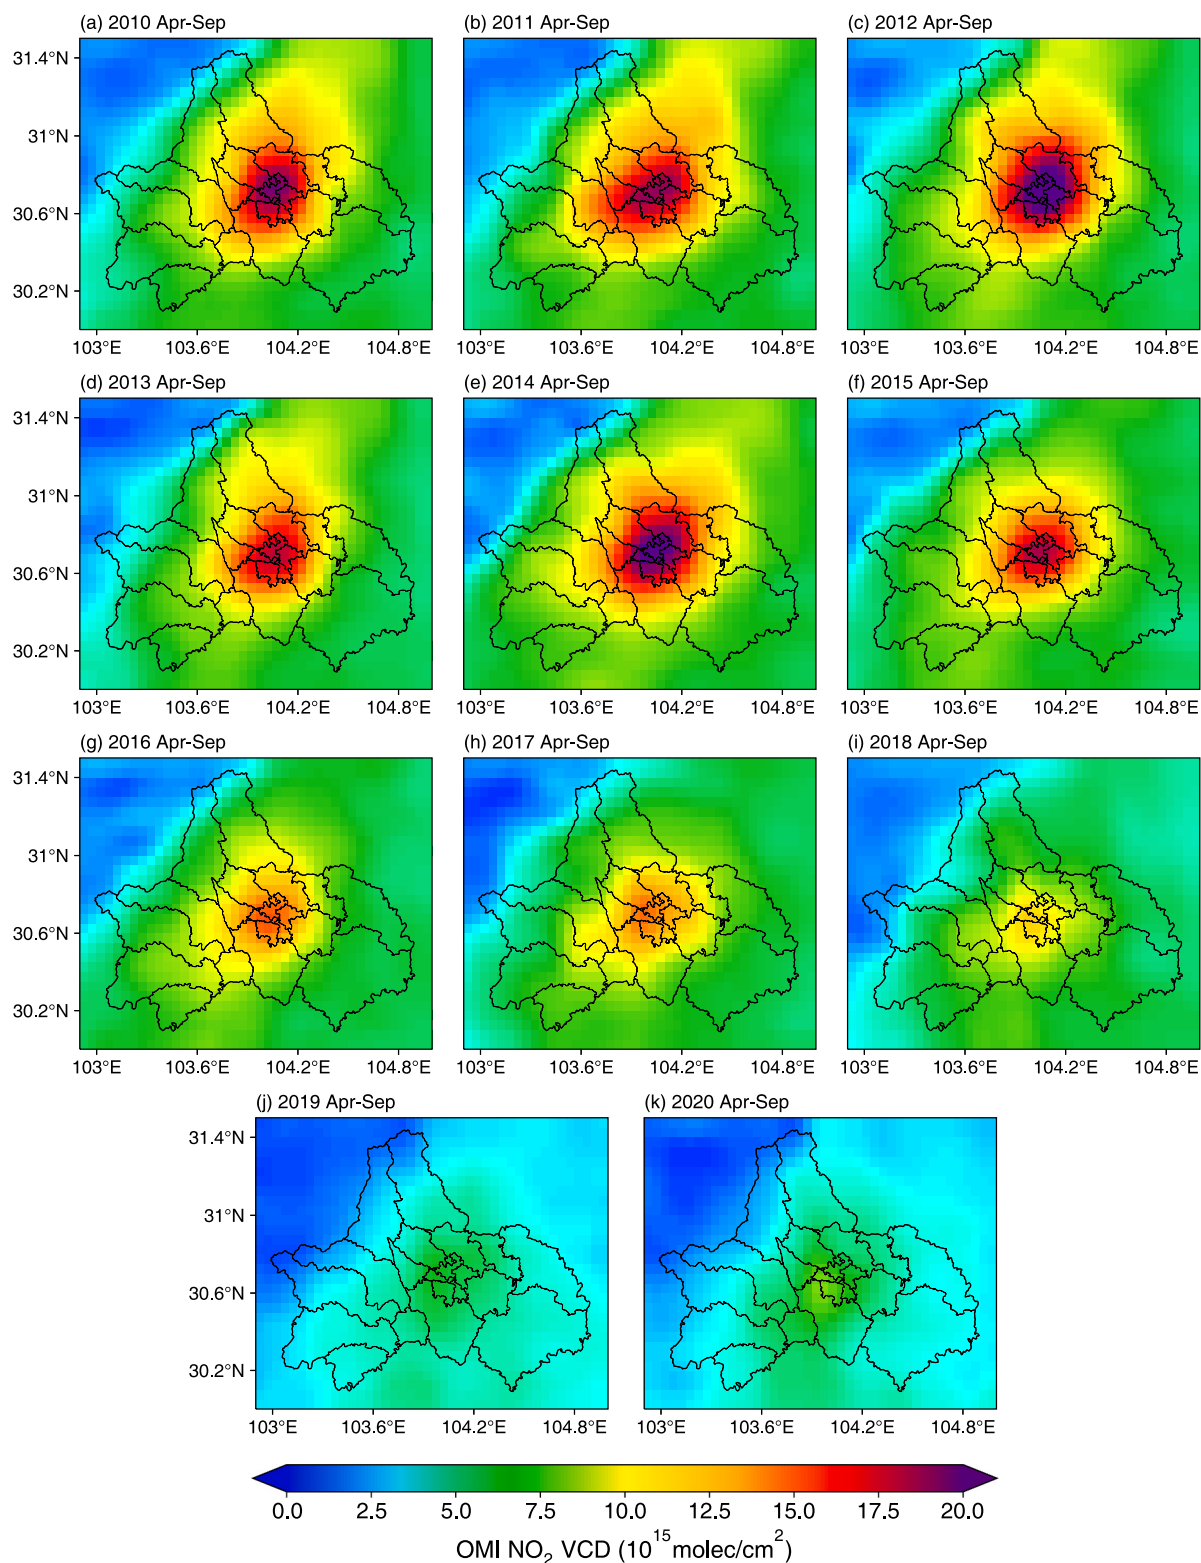 (a) 2010 Apr-Sep (b) 2011 Apr-Sep (c) 2012 Apr-Sep
31.4°N
31°N
30.6°N
30.2°N
103°E 103.6°E 104.2°E 104.8°E 103°E 103.6°E 104.2°E 104.8°E 103°E 103.6°E 104.2°E 104.8°E
(d) 2013 Apr-Sep (e) 2014 Apr-Sep (f) 2015 Apr-Sep
31.4°N
31°N
30.6°N
30.2°N
103°E 103.6°E 104.2°E 104.8°E 103°E 103.6°E 104.2°E 104.8°E 103°E 103.6°E 104.2°E 104.8°E
(g) 2016 Apr-Sep (h) 2017 Apr-Sep (i) 2018 Apr-Sep
31.4°N
31°N
30.6°N
30.2°N
103°E 103.6°E 104.2°E 104.8°E 103°E 103.6°E 104.2°E 104.8°E 103°E 103.6°E 104.2°E 104.8°E
(j) 2019 Apr-Sep (k) 2020 Apr-Sep
31.4°N
31°N
30.6°N
30.2°N
103°E 103.6°E 104.2°E 104.8°E 103°E 103.6°E 104.2°E 104.8°E
0.0 2.5 5.0 7.5 10.0 12.5 15.0 17.5 20.0
OMI NO₂ VCD (10¹⁵ molec/cm²)